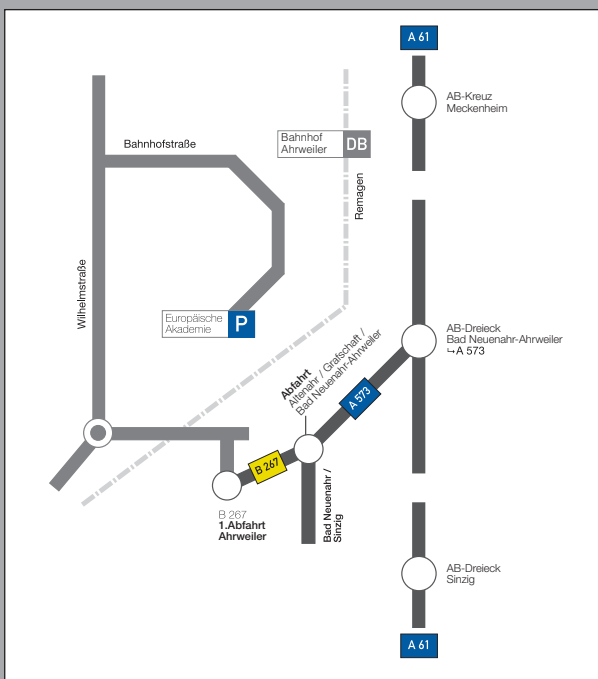 A 61
AB-Kreuz
Meckenheim
Bahnhofstraße
Bahnhof
Ahrweiler
DB
Remagen
Wilhelmstraße
Europäische
Akademie
P
AB-Dreieck
Bad Neuenahr-Ahrweiler
↪A 573
Abfahrt
Altenahr / Grafschaft /
Bad Neuenahr-Ahrweiler
A 573
B 267
B 267
1.Abfahrt
Ahrweiler
Bad Neuenahr /
Sinzig
AB-Dreieck
Sinzig
A 61